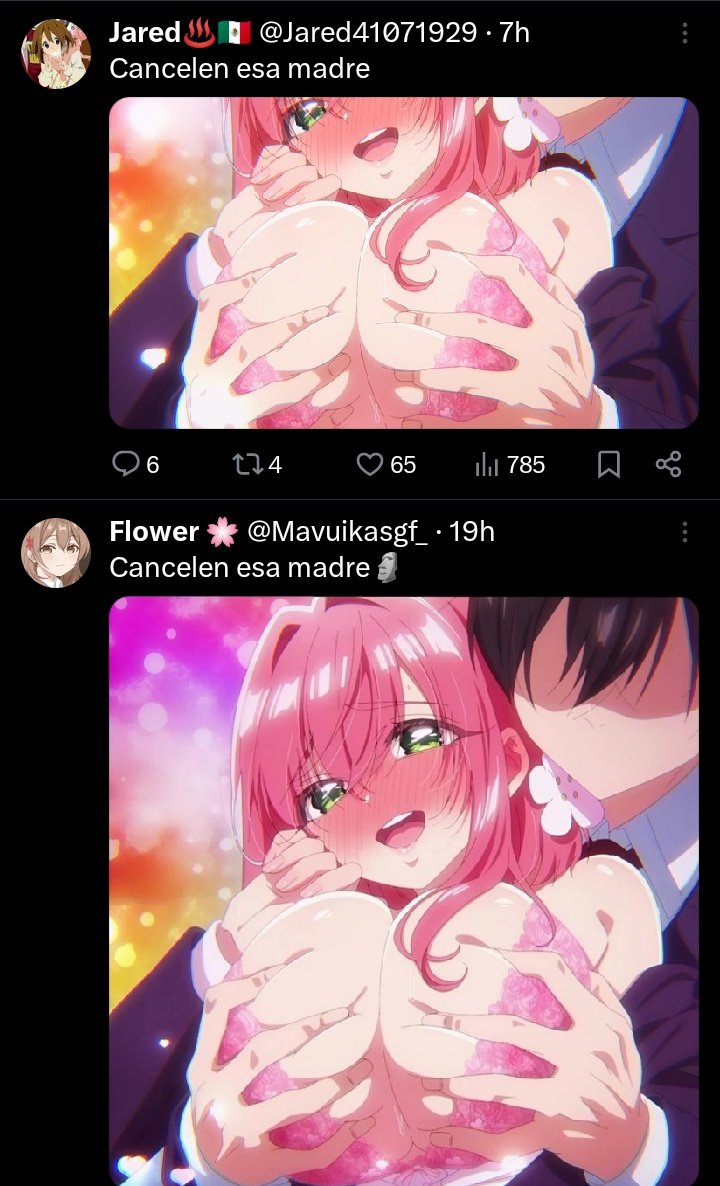 Jared♨️🇲🇽 @Jared41071929 · 7h
Cancelen esa madre
6 4 65 785
Flower 🌸 @Mavuikasgf_ · 19h
Cancelen esa madre🗿